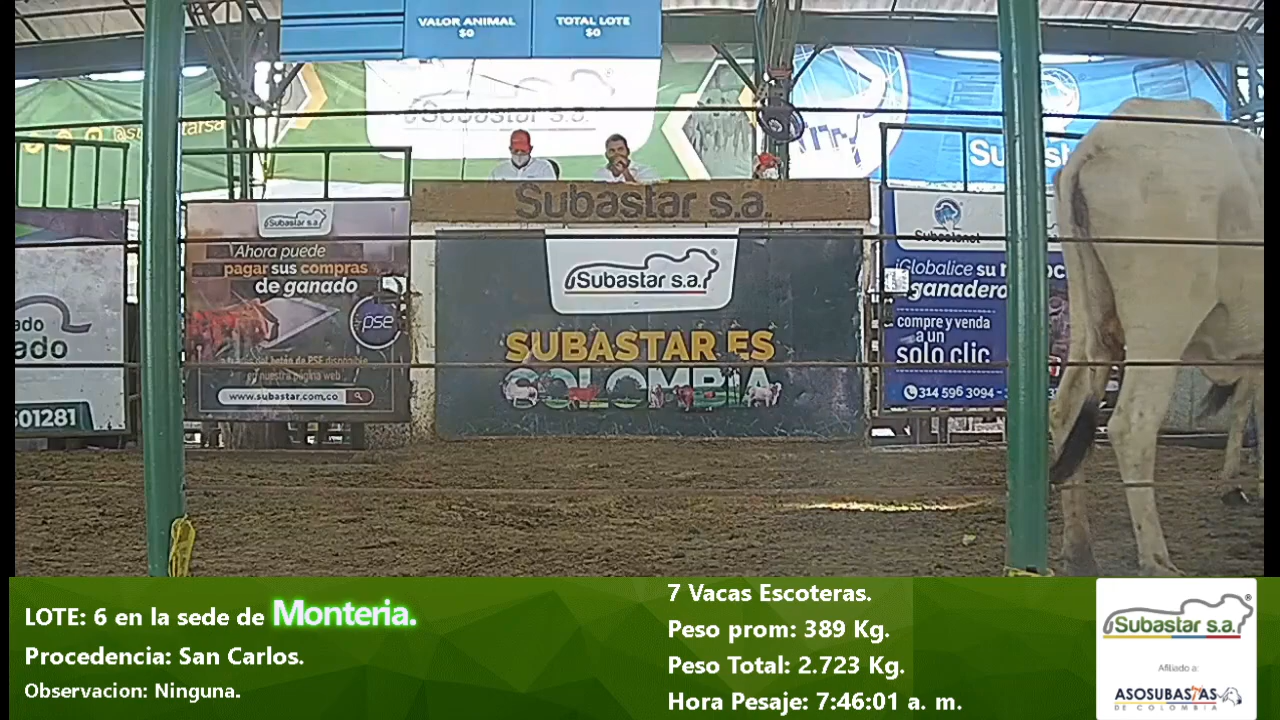 VALOR ANIMAL
$0
TOTAL LOTE
$0
Subastar s.a.
Subastar s.a.
Subastar s.a.
Ahora puede
pagar sus compras
de ganado
pse
www.subastar.com.co
Subastar s.a.
SUBASTAR ES
COLOMBIA
Subastanet
¡Globalice su
ganadero
compre y venda
a un
solo clic
314 596 3094 -
ado
ado
501281
LOTE: 6 en la sede de Monteria.
Procedencia: San Carlos.
Observacion: Ninguna.
7 Vacas Escoteras.
Peso prom: 389 Kg.
Peso Total: 2.723 Kg.
Hora Pesaje: 7:46:01 a. m.
Subastar s.a.
Afiliado a:
ASOSUBASTAS
DE COLOMBIA